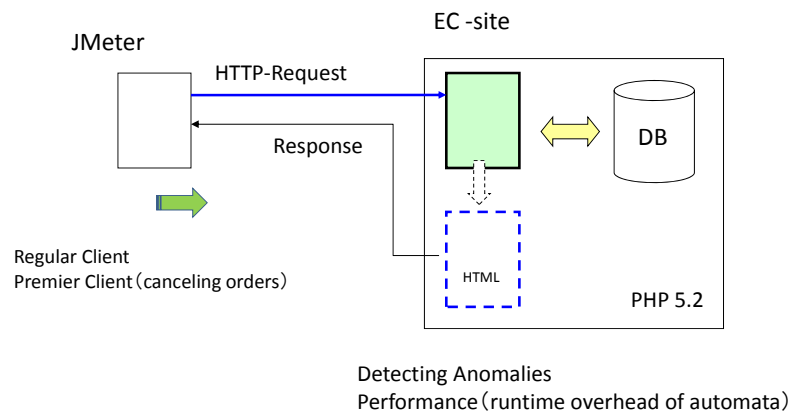 EC -site
JMeter
HTTP-Request
Response
DB
HTML
Regular Client
Premier Client（canceling orders）
PHP 5.2
Detecting Anomalies
Performance（runtime overhead of automata）